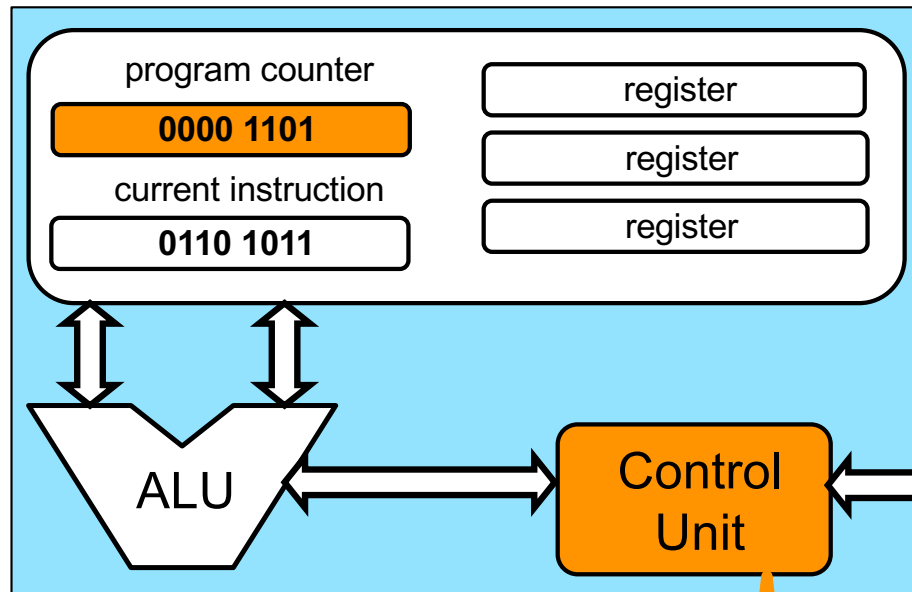 program counter
0000 1101
current instruction
0110 1011
register
register
register
ALU
Control
Unit